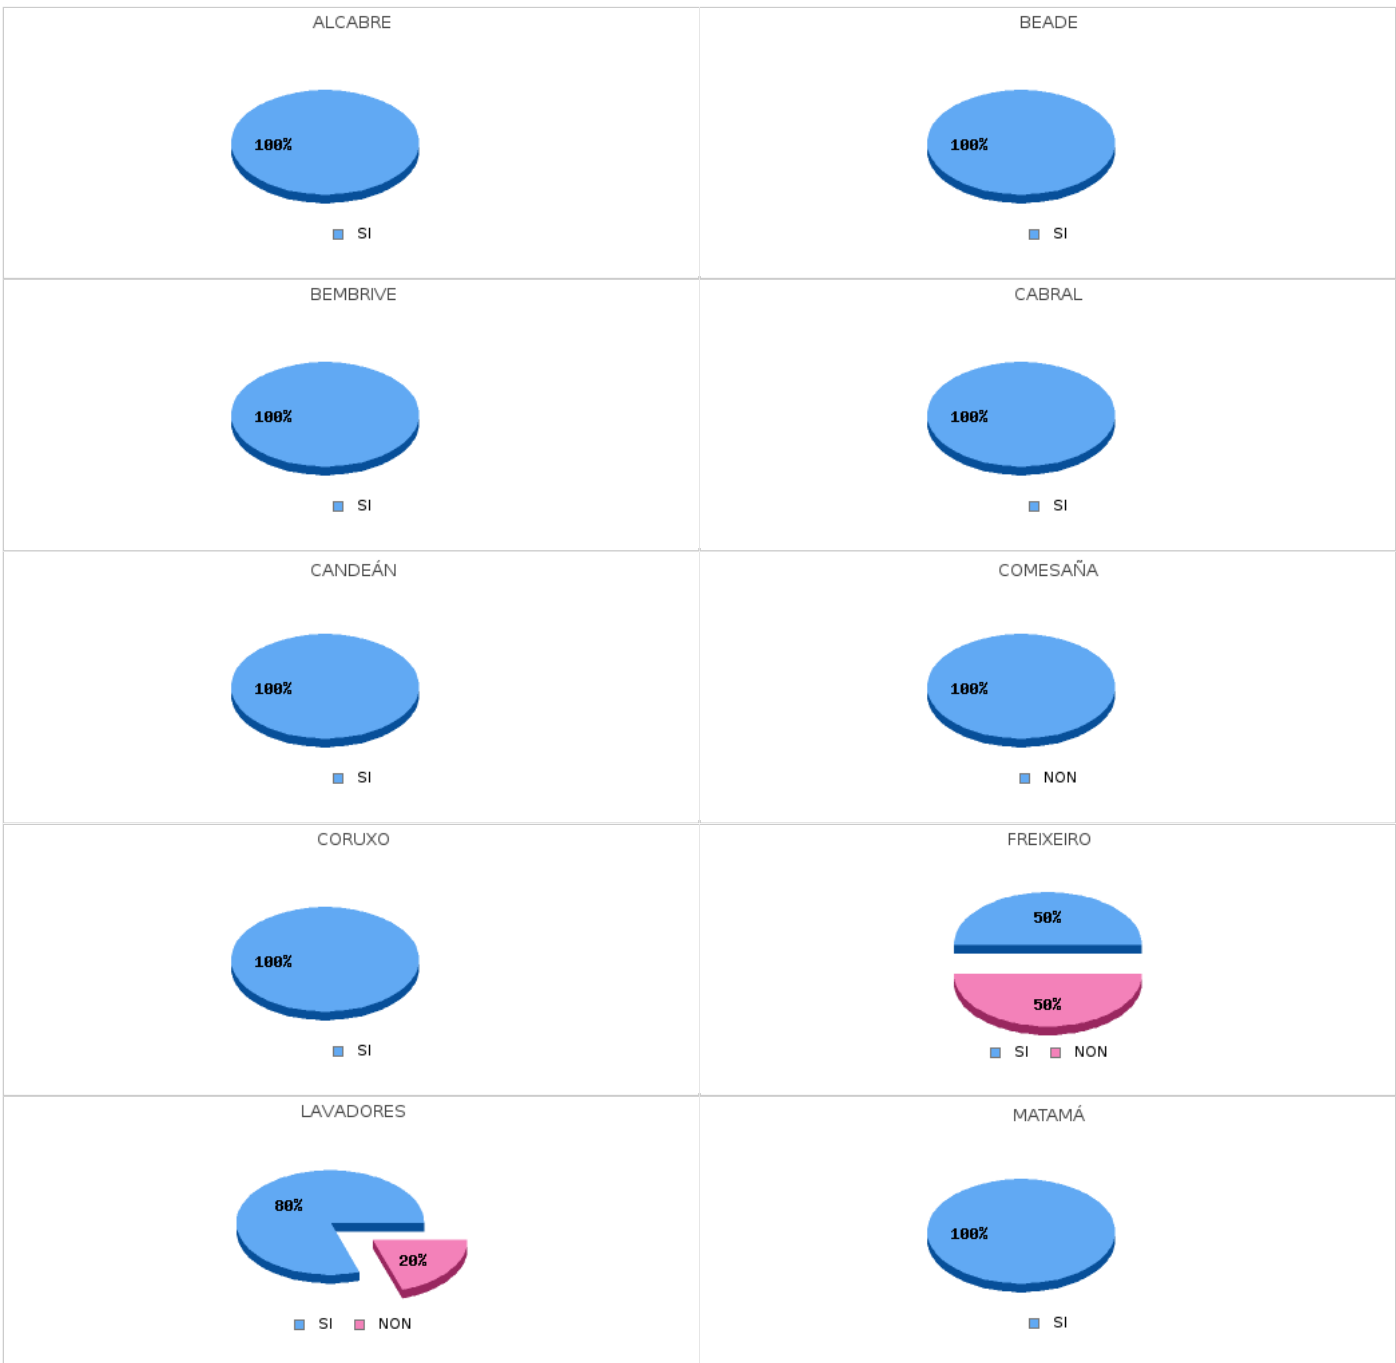 ALCABRE
100%
SI
BEADE
100%
SI
BEMBRIVE
100%
SI
CABRAL
100%
SI
CANDEÁN
100%
SI
COMESAÑA
100%
NON
CORUXO
100%
SI
FREIXEIRO
50%
50%
SI NON
LAVADORES
80%
20%
SI NON
MATAMÁ
100%
SI